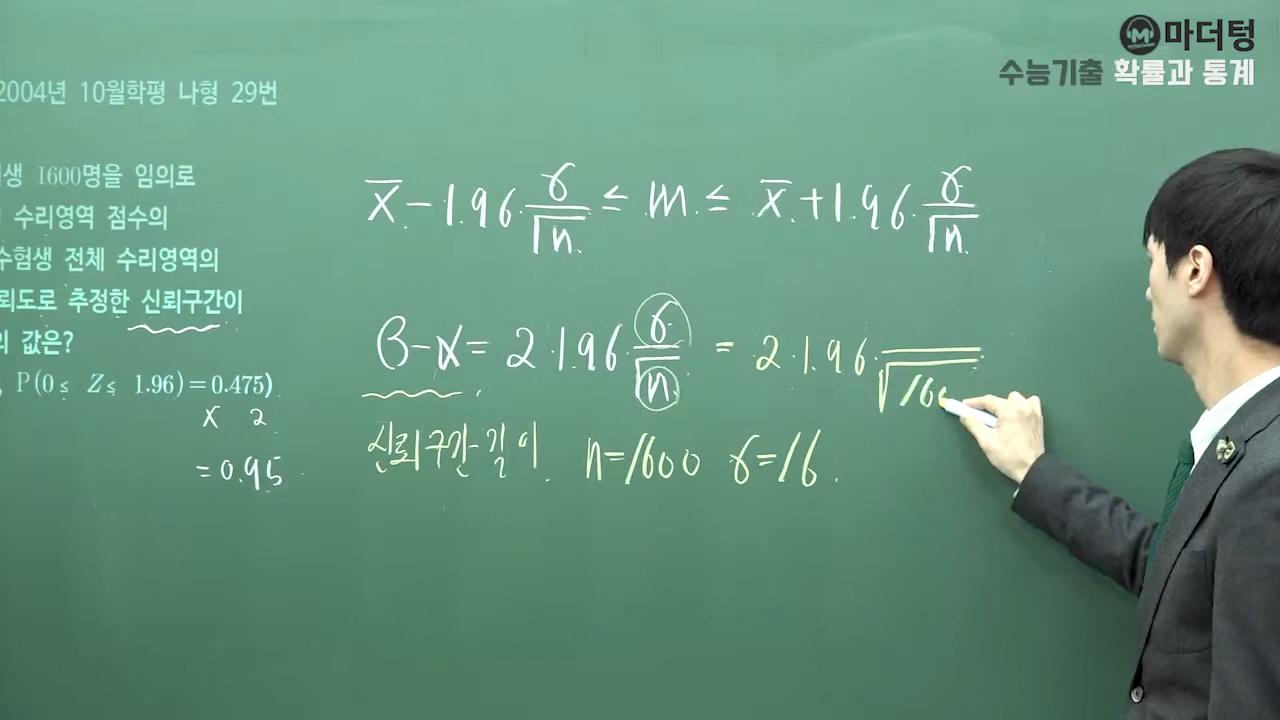 마더텅
수능기출 확률과 통계
2004년 10월학평 나형 29번
생 1600명을 임의로
수리영역 점수의
수험생 전체 수리영역의
뢰도로 추정한 신뢰구간이
의 값은?
P(0≤ Z≤ 1.96)=0.475)
× 2
=0.95
x̄ - 1.96 · σ/√n ≤ m ≤ x̄ + 1.96 · σ/√n
β-α = 2·1.96 · σ/√n = 2·1.96 · /√160
신뢰구간 길이 n=1600 σ=16